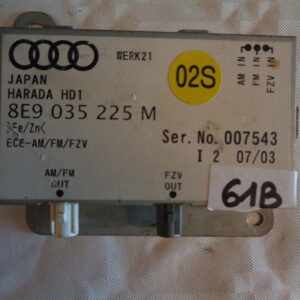 WERK21
JAPAN
HARADA HD1
02S
AM IN
FM IN
FZV IN
8E9 035 225 M
>Fe/Zn<
ECE-AM/FM/FZV
Ser. No. 007543
I 2 07/03
AM/FM
OUT
FZV
OUT
61B